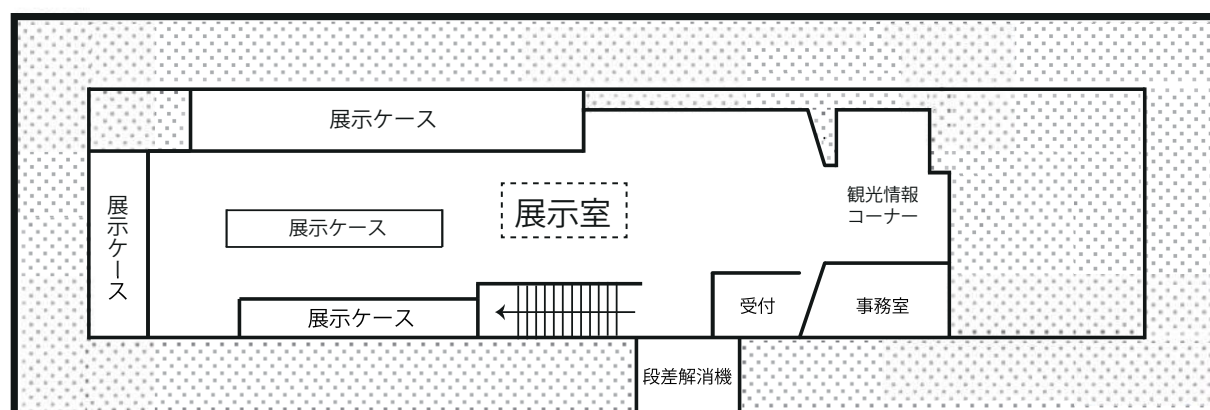 展示ケース
展示ケース
展示ケース
展示室
観光情報
コーナー
展示ケース
受付
事務室
段差解消機